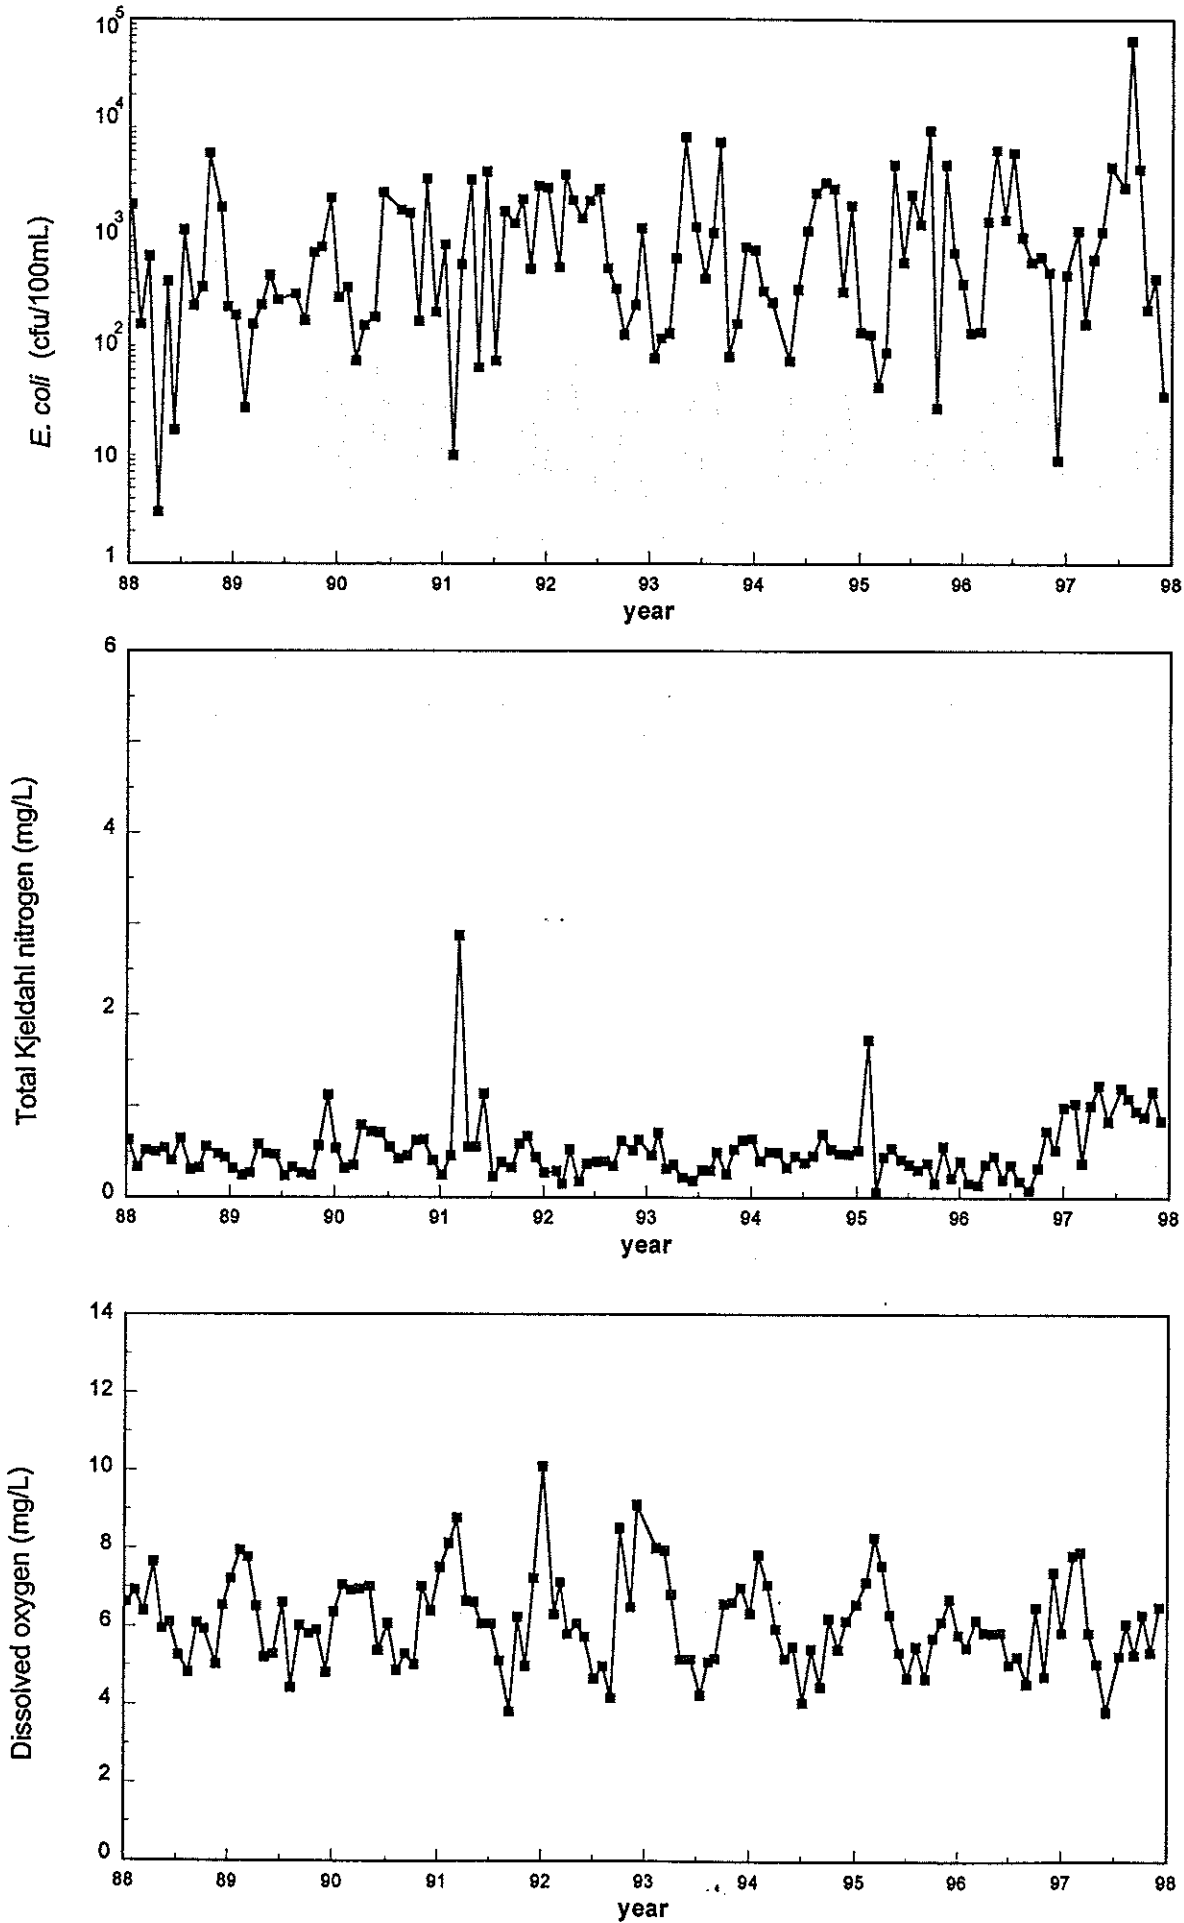 10^5
10^4
10^3
10^2
10
1
E. coli (cfu/100mL)
88 89 90 91 92 93 94 95 96 97 98
year
6
4
2
0
Total Kjeldahl nitrogen (mg/L)
88 89 90 91 92 93 94 95 96 97 98
year
14
12
10
8
6
4
2
0
Dissolved oxygen (mg/L)
88 89 90 91 92 93 94 95 96 97 98
year